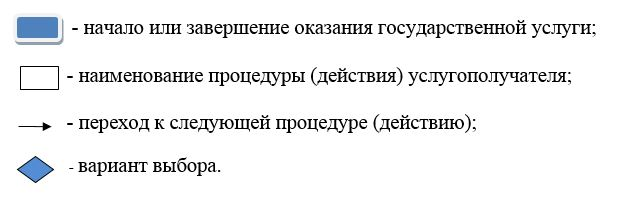 - начало или завершение оказания государственной услуги;
- наименование процедуры (действия) услугополучателя;
- переход к следующей процедуре (действию);
- вариант выбора.